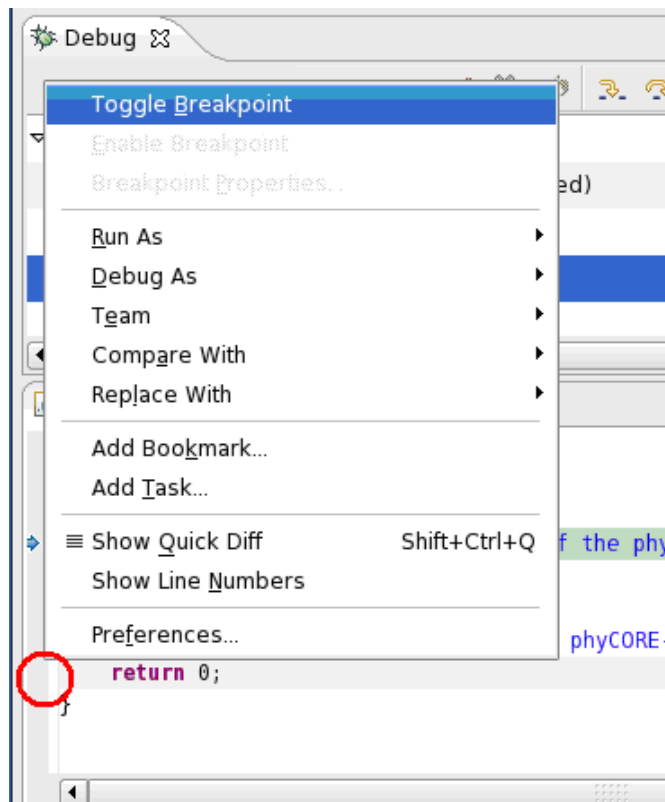 Debug
Toggle Breakpoint
Enable Breakpoint
Breakpoint Properties...
ed)
Run As
Debug As
Team
Compare With
Replace With
Add Bookmark...
Add Task...
Show Quick Diff Shift+Ctrl+Q
f the phy
Show Line Numbers
Preferences...
phyCORE-
return 0;
}